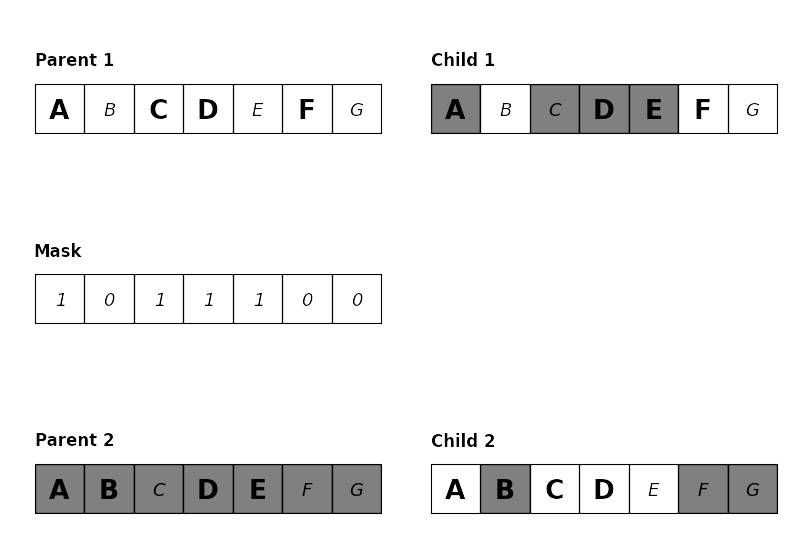 Parent 1
A B C D E F G
Child 1
A B C D E F G
Mask
1 0 1 1 1 0 0
Parent 2
A B C D E F G
Child 2
A B C D E F G